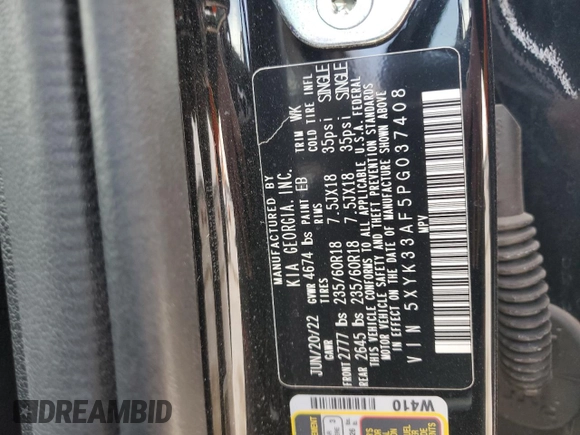 MANUFACTURED BY
KIA GEORGIA, INC.
JUN/20/22 GVWR 4674 lbs PAINT EB TRIM WK
GAWR TIRES RIMS COLD TIRE INFL
FRONT 2777 lbs 235/60R18 7.5JX18 35psi SINGLE
REAR 2645 lbs 235/60R18 7.5JX18 35psi SINGLE
THIS VEHICLE CONFORMS TO ALL APPLICABLE U.S.A. FEDERAL
MOTOR VEHICLE SAFETY AND THEFT PREVENTION STANDARDS
IN EFFECT ON THE DATE OF MANUFACTURE SHOWN ABOVE
VIN 5XYK33AF5PG037408
MPV
W410
DREAMBID